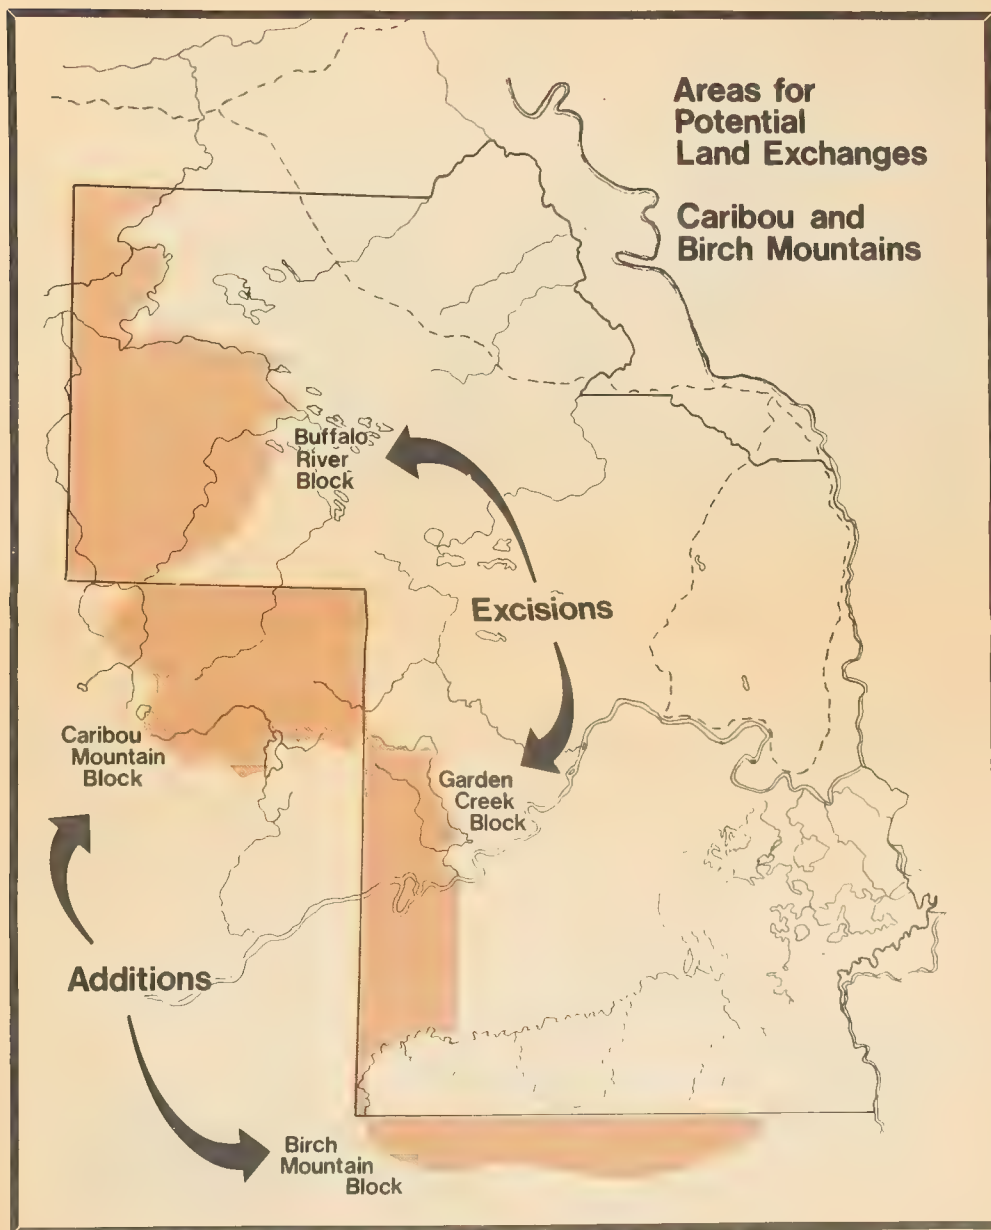 Areas for
Potential
Land Exchanges
Caribou and
Birch Mountains
Buffalo
River
Block
Excisions
Caribou
Mountain
Block
Garden
Creek
Block
Additions
Birch
Mountain
Block